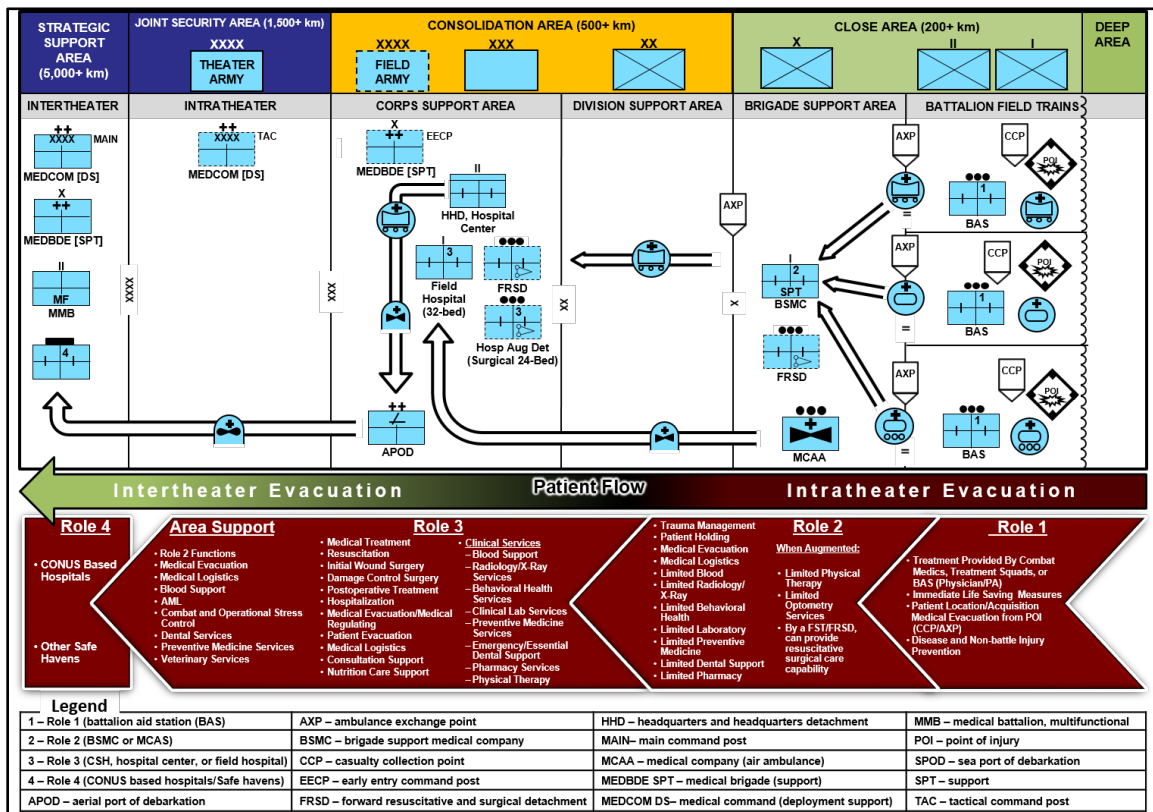 STRATEGIC
SUPPORT
AREA
(5,000+ km)
JOINT SECURITY AREA (1,500+ km)
XXXX
THEATER
ARMY
CONSOLIDATION AREA (500+ km)
XXXX
FIELD
ARMY
XXX
XX
CLOSE AREA (200+ km)
X
II
I
DEEP
AREA
INTERTHEATER
INTRATHEATER
CORPS SUPPORT AREA
DIVISION SUPPORT AREA
BRIGADE SUPPORT AREA
BATTALION FIELD TRAINS
++
XXXX
MAIN
MEDCOM [DS]
X
++
MEDBDE [SPT]
II
MF
MMB
4
XXXX
++
XXXX
TAC
MEDCOM [DS]
XXX
X
++
EECP
MEDBDE [SPT]
II
HHD, Hospital
Center
I
3
Field
Hospital
(32-bed)
FRSD
3
Hosp Aug Det
(Surgical 24-Bed)
++
APOD
XX
AXP
X
I
2
SPT
BSMC
FRSD
MCAA
AXP
=
CCP
POI
1
BAS
AXP
=
CCP
POI
1
BAS
AXP
=
CCP
POI
1
BAS
Intertheater Evacuation
Patient Flow
Intratheater Evacuation
Role 4
• CONUS Based
Hospitals
• Other Safe
Havens
Area Support
• Role 2 Functions
• Medical Evacuation
• Medical Logistics
• Blood Support
• AML
• Combat and Operational Stress
Control
• Dental Services
• Preventive Medicine Services
• Veterinary Services
Role 3
• Medical Treatment
• Resuscitation
• Initial Wound Surgery
• Damage Control Surgery
• Postoperative Treatment
• Hospitalization
• Medical Evacuation/Medical
Regulating
• Patient Evacuation
• Medical Logistics
• Consultation Support
• Nutrition Care Support
• Clinical Services
– Blood Support
– Radiology/X-Ray
Services
– Behavioral Health
Services
– Clinical Lab Services
– Preventive Medicine
Services
– Emergency/Essential
Dental Support
– Pharmacy Services
– Physical Therapy
Role 2
• Trauma Management
• Patient Holding
• Medical Evacuation
• Medical Logistics
• Limited Blood
• Limited Radiology/
X-Ray
• Limited Behavioral
Health
• Limited Laboratory
• Limited Preventive
Medicine
• Limited Dental Support
• Limited Pharmacy
When Augmented:
• Limited Physical
Therapy
• Limited
Optometry
Services
• By a FST/FRSD,
can provide
resuscitative
surgical care
capability
Role 1
• Treatment Provided By Combat
Medics, Treatment Squads, or
BAS (Physician/PA)
• Immediate Life Saving Measures
• Patient Location/Acquisition
Medical Evacuation from POI
(CCP/AXP)
• Disease and Non-battle Injury
Prevention
Legend
1 – Role 1 (battalion aid station (BAS)
AXP – ambulance exchange point
HHD – headquarters and headquarters detachment
MMB – medical battalion, multifunctional
2 – Role 2 (BSMC or MCAS)
BSMC – brigade support medical company
MAIN– main command post
POI – point of injury
3 – Role 3 (CSH, hospital center, or field hospital)
CCP – casualty collection point
MCAA – medical company (air ambulance)
SPOD – sea port of debarkation
4 – Role 4 (CONUS based hospitals/Safe havens)
EECP – early entry command post
MEDBDE SPT – medical brigade (support)
SPT – support
APOD – aerial port of debarkation
FRSD – forward resuscitative and surgical detachment
MEDCOM DS– medical command (deployment support)
TAC – tactical command post